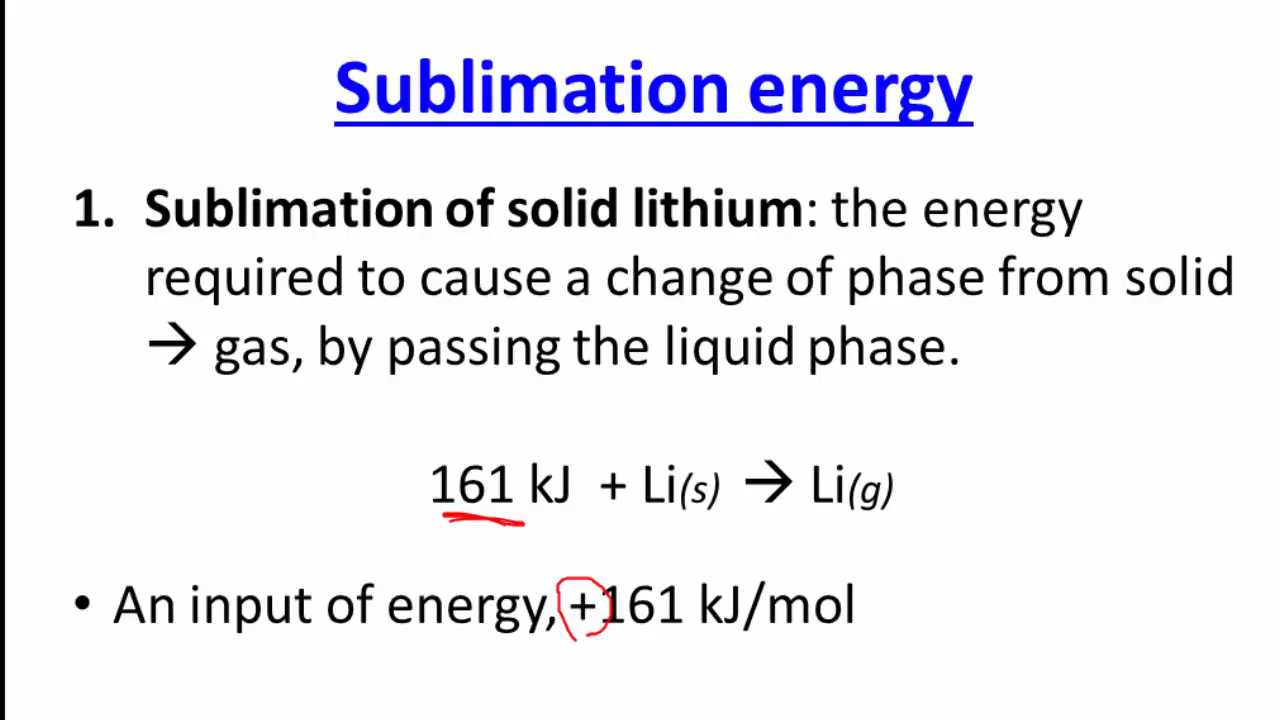 Sublimation energy
1. Sublimation of solid lithium: the energy
required to cause a change of phase from solid
→ gas, by passing the liquid phase.
161 kJ + Li(s) → Li(g)
• An input of energy, +161 kJ/mol